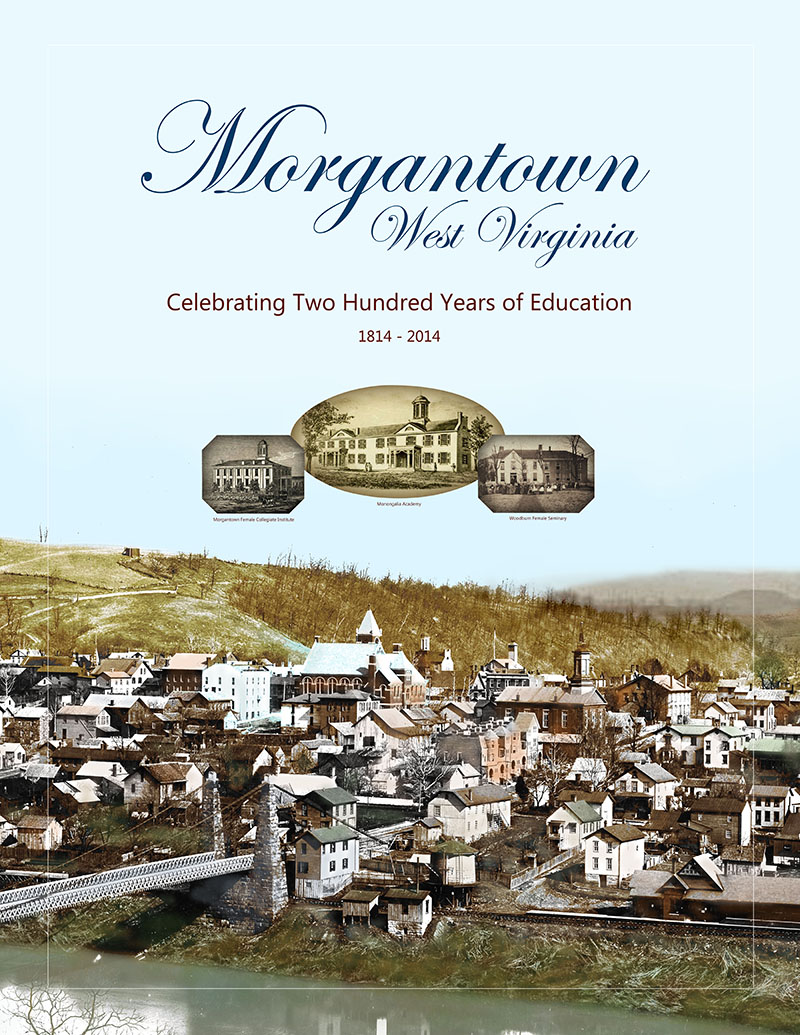 Morgantown
West Virginia
Celebrating Two Hundred Years of Education
1814 - 2014
Monongalia Academy
Morgantown Female Collegiate Institute
Woodburn Female Seminary